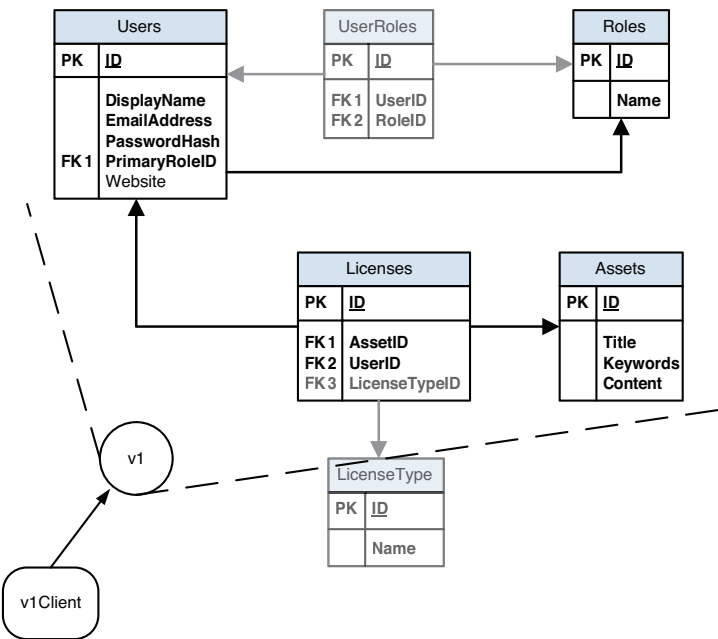 Users
PK ID
DisplayName
EmailAddress
PasswordHash
FK1 PrimaryRoleID
Website
UserRoles
PK ID
FK1 UserID
FK2 RoleID
Roles
PK ID
Name
Licenses
PK ID
FK1 AssetID
FK2 UserID
FK3 LicenseTypeID
Assets
PK ID
Title
Keywords
Content
v1
LicenseType
PK ID
Name
v1Client